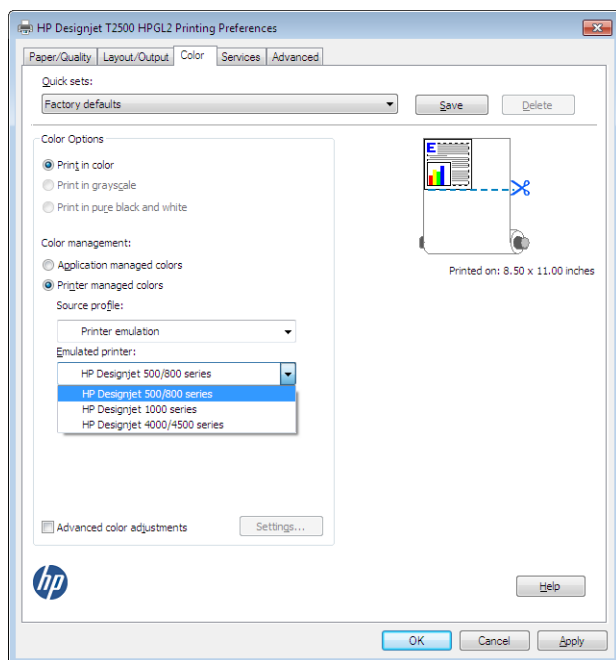 HP Designjet T2500 HPGL2 Printing Preferences
Paper/Quality Layout/Output Color Services Advanced
Quick sets:
Factory defaults Save Delete
Color Options
Print in color
Print in grayscale
Print in pure black and white
E
Printed on: 8.50 x 11.00 inches
Color management:
Application managed colors
Printer managed colors
Source profile:
Printer emulation
Emulated printer:
HP Designjet 500/800 series
HP Designjet 500/800 series
HP Designjet 1000 series
HP Designjet 4000/4500 series
Advanced color adjustments Settings...
hp Help
OK Cancel Apply